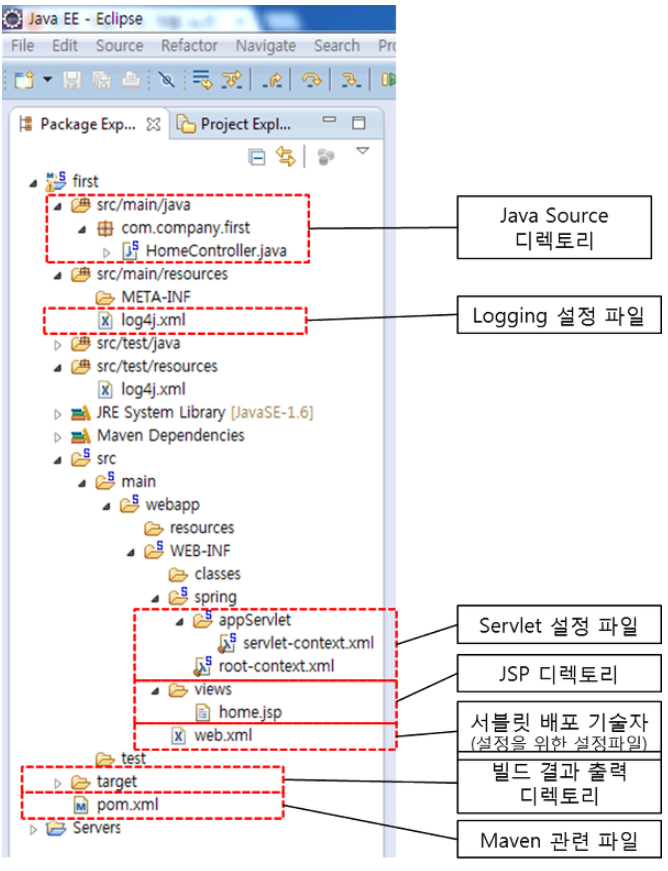 Java EE - Eclipse
File Edit Source Refactor Navigate Search Pro
Package Exp... Project Expl...
first
src/main/java
com.company.first
HomeController.java
src/main/resources
META-INF
log4j.xml
src/test/java
src/test/resources
log4j.xml
JRE System Library [JavaSE-1.6]
Maven Dependencies
src
main
webapp
resources
WEB-INF
classes
spring
appServlet
servlet-context.xml
root-context.xml
views
home.jsp
web.xml
test
target
pom.xml
Servers
Java Source
디렉토리
Logging 설정 파일
Servlet 설정 파일
JSP 디렉토리
서블릿 배포 기술자
(설정을 위한 설정파일)
빌드 결과 출력
디렉토리
Maven 관련 파일